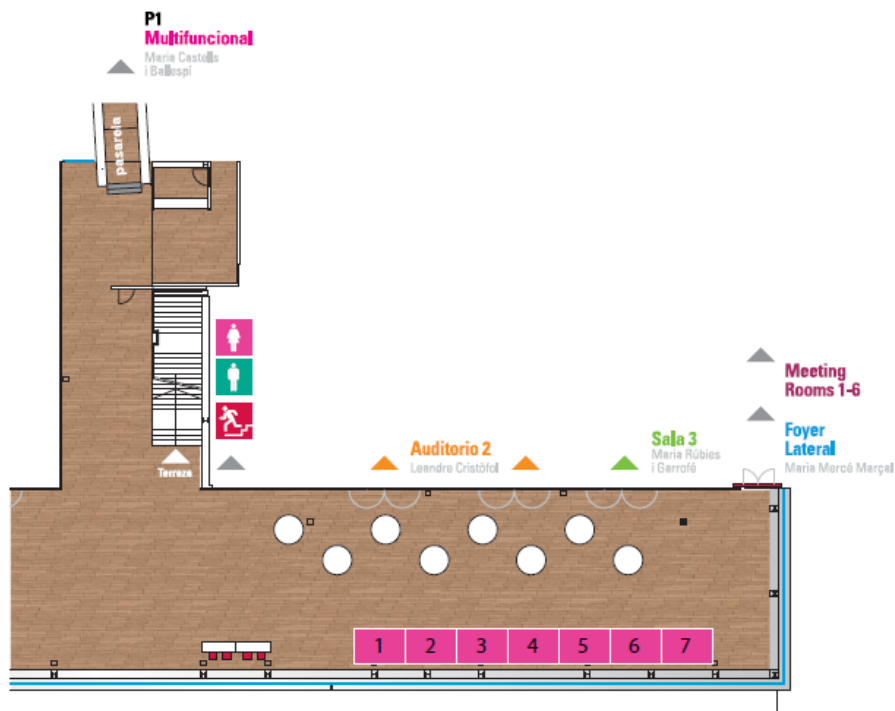 P1
Multifuncional
Maria Castells
i Ballespí
pasarela
Meeting
Rooms 1-6
Auditorio 2
Leandre Cristòfol
Sala 3
Maria Rúbies
i Garrofé
Foyer
Lateral
Maria Mercé Marçal
Terraza
1 2 3 4 5 6 7